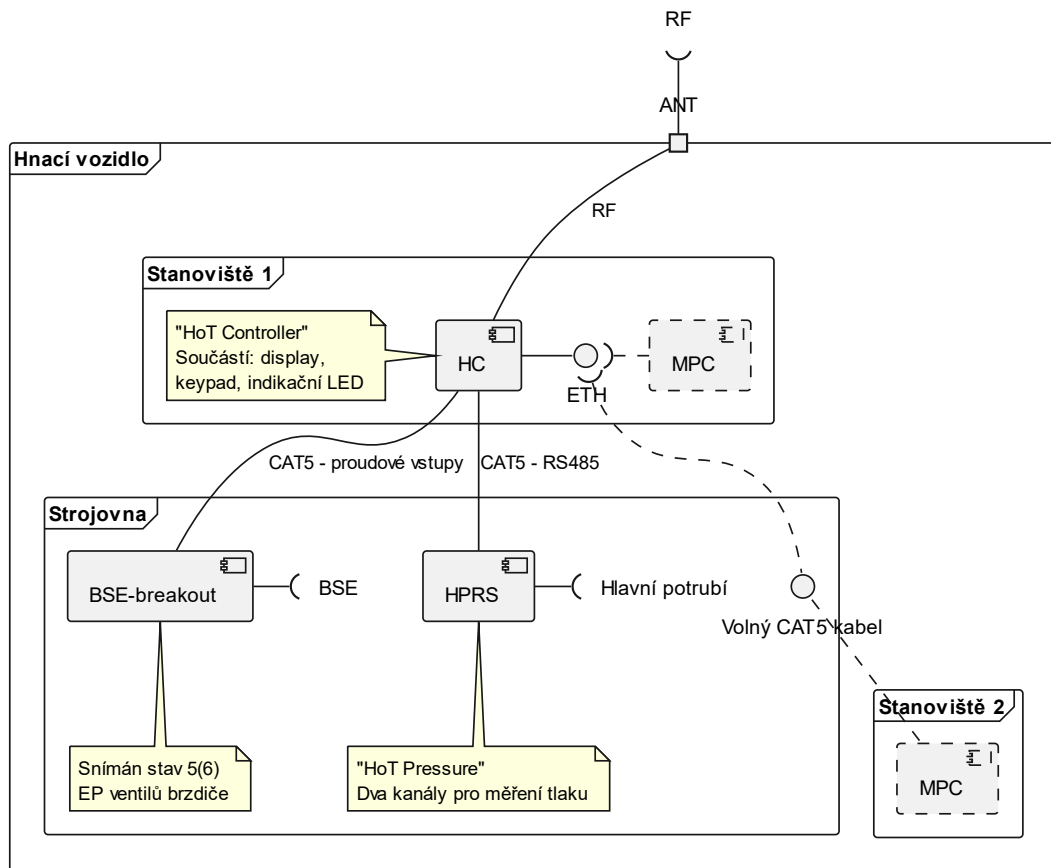 RF
ANT
Hnací vozidlo
RF
Stanoviště 1
"HoT Controller"
Součástí: display,
keypad, indikační LED
HC
ETH
MPC
CAT5 - proudové vstupy
CAT5 - RS485
Strojovna
BSE-breakout
BSE
HPRS
Hlavní potrubí
Volný CAT5 kabel
Stanoviště 2
MPC
Snímán stav 5(6)
EP ventilů brzdiče
"HoT Pressure"
Dva kanály pro měření tlaku